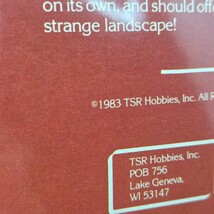 on its own, and should off
strange landscape!
©1983 TSR Hobbies, Inc. All R
TSR Hobbies, Inc.
POB 756
Lake Geneva,
WI 53147